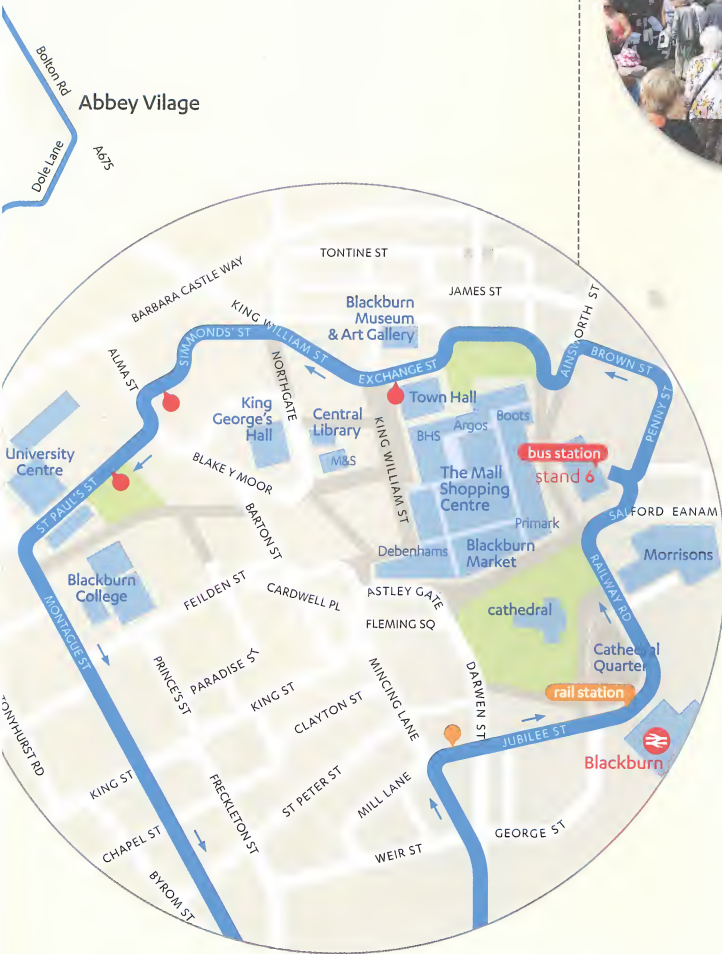 Bolton Rd
Abbey Vilage
Dole Lane
A675
TONTINE ST
BARBARA CASTLE WAY
JAMES ST
Blackburn
Museum
& Art Gallery
KING WILLIAM ST
SIMMONDS' ST
AINSWORTH ST
BROWN ST
ALMA ST
EXCHANGE ST
NORTHGATE
PENNY ST
King
George's
Hall
Central
Library
Town Hall
KING WILLIAM ST
BHS
Argos
Boots
M&S
University
Centre
bus station
stand 6
The Mall
Shopping
Centre
BLAKEY MOOR
ST PAUL'S ST
BARTON ST
Primark
SALFORD
EANAM
Debenhams
Blackburn
Market
Morrisons
RAILWAY RD
Blackburn
College
FEILDEN ST
CARDWELL PL
ASTLEY GATE
FLEMING SQ
cathedral
MONTAGUE ST
Cathedral
Quarter
PRINCE'S ST
PARADISE ST
KING ST
CLAYTON ST
MINCING LANE
DARWEN ST
rail station
TONYHURST RD
JUBILEE ST
Blackburn
KING ST
FRECKLETON ST
ST PETER ST
MILL LANE
GEORGE ST
CHAPEL ST
WEIR ST
BYROM ST